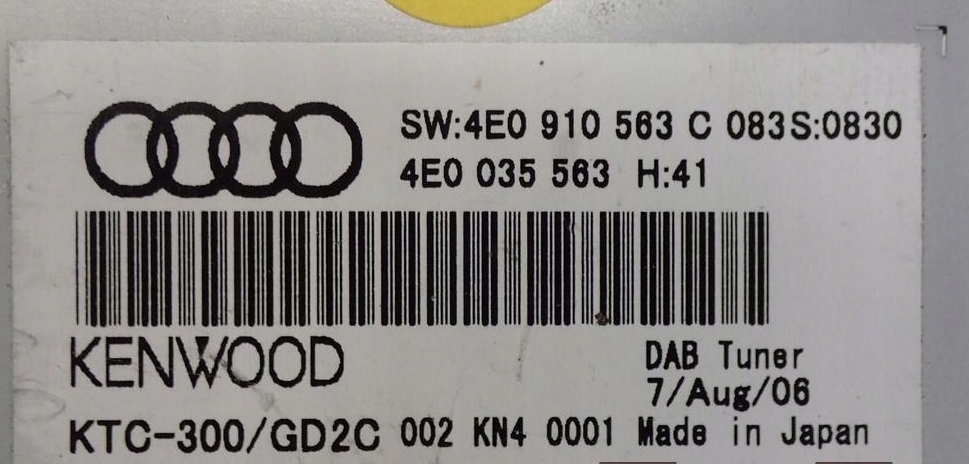 SW:4E0 910 563 C 083S:0830
4E0 035 563 H:41
KENWOOD
DAB Tuner
7/Aug/06
KTC-300/GD2C 002 KN4 0001 Made in Japan